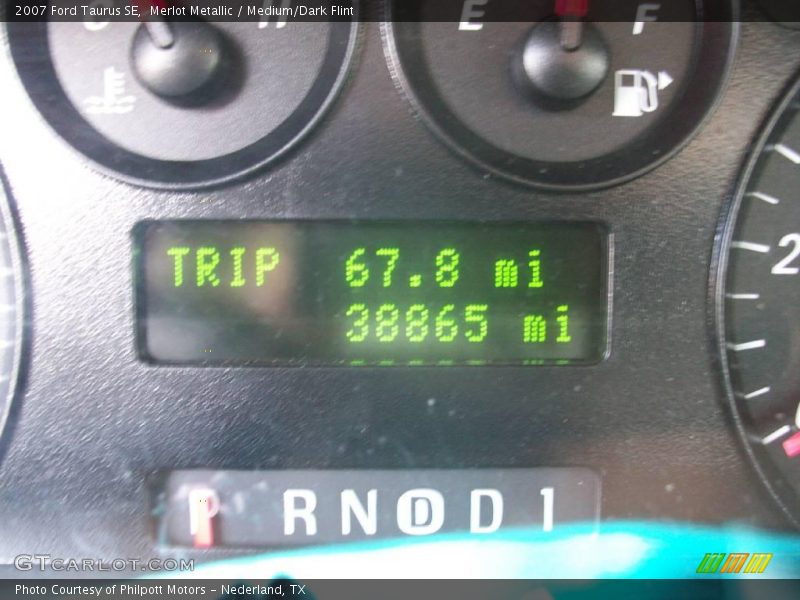 2007 Ford Taurus SE, Merlot Metallic / Medium/Dark Flint
E F
TRIP 67.8 mi
38865 mi
2
P R N D D 1
GTCarLot.com
Photo Courtesy of Philpott Motors - Nederland, TX